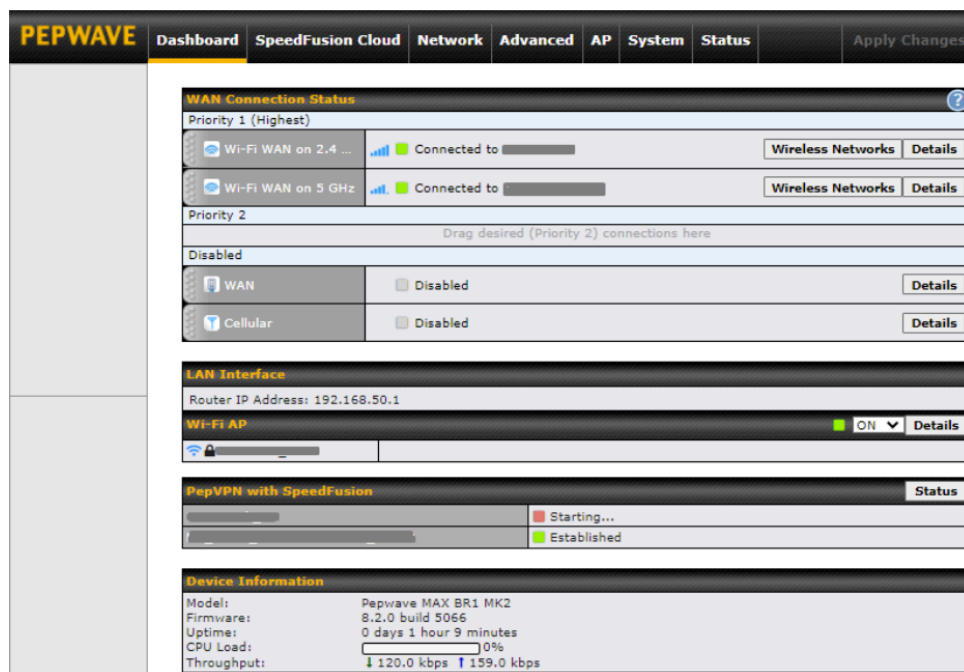 PEPWAVE Dashboard SpeedFusion Cloud Network Advanced AP System Status Apply Changes
WAN Connection Status ?
Priority 1 (Highest)
Wi-Fi WAN on 2.4 ... Connected to Wireless Networks Details
Wi-Fi WAN on 5 GHz Connected to Wireless Networks Details
Priority 2
Drag desired (Priority 2) connections here
Disabled
WAN Disabled Details
Cellular Disabled Details
LAN Interface
Router IP Address: 192.168.50.1
Wi-Fi AP ON Details
PepVPN with SpeedFusion Status
Starting...
Established
Device Information
Model: Pepwave MAX BR1 MK2
Firmware: 8.2.0 build 5066
Uptime: 0 days 1 hour 9 minutes
CPU Load: 0%
Throughput: ↓ 120.0 kbps ↑ 159.0 kbps